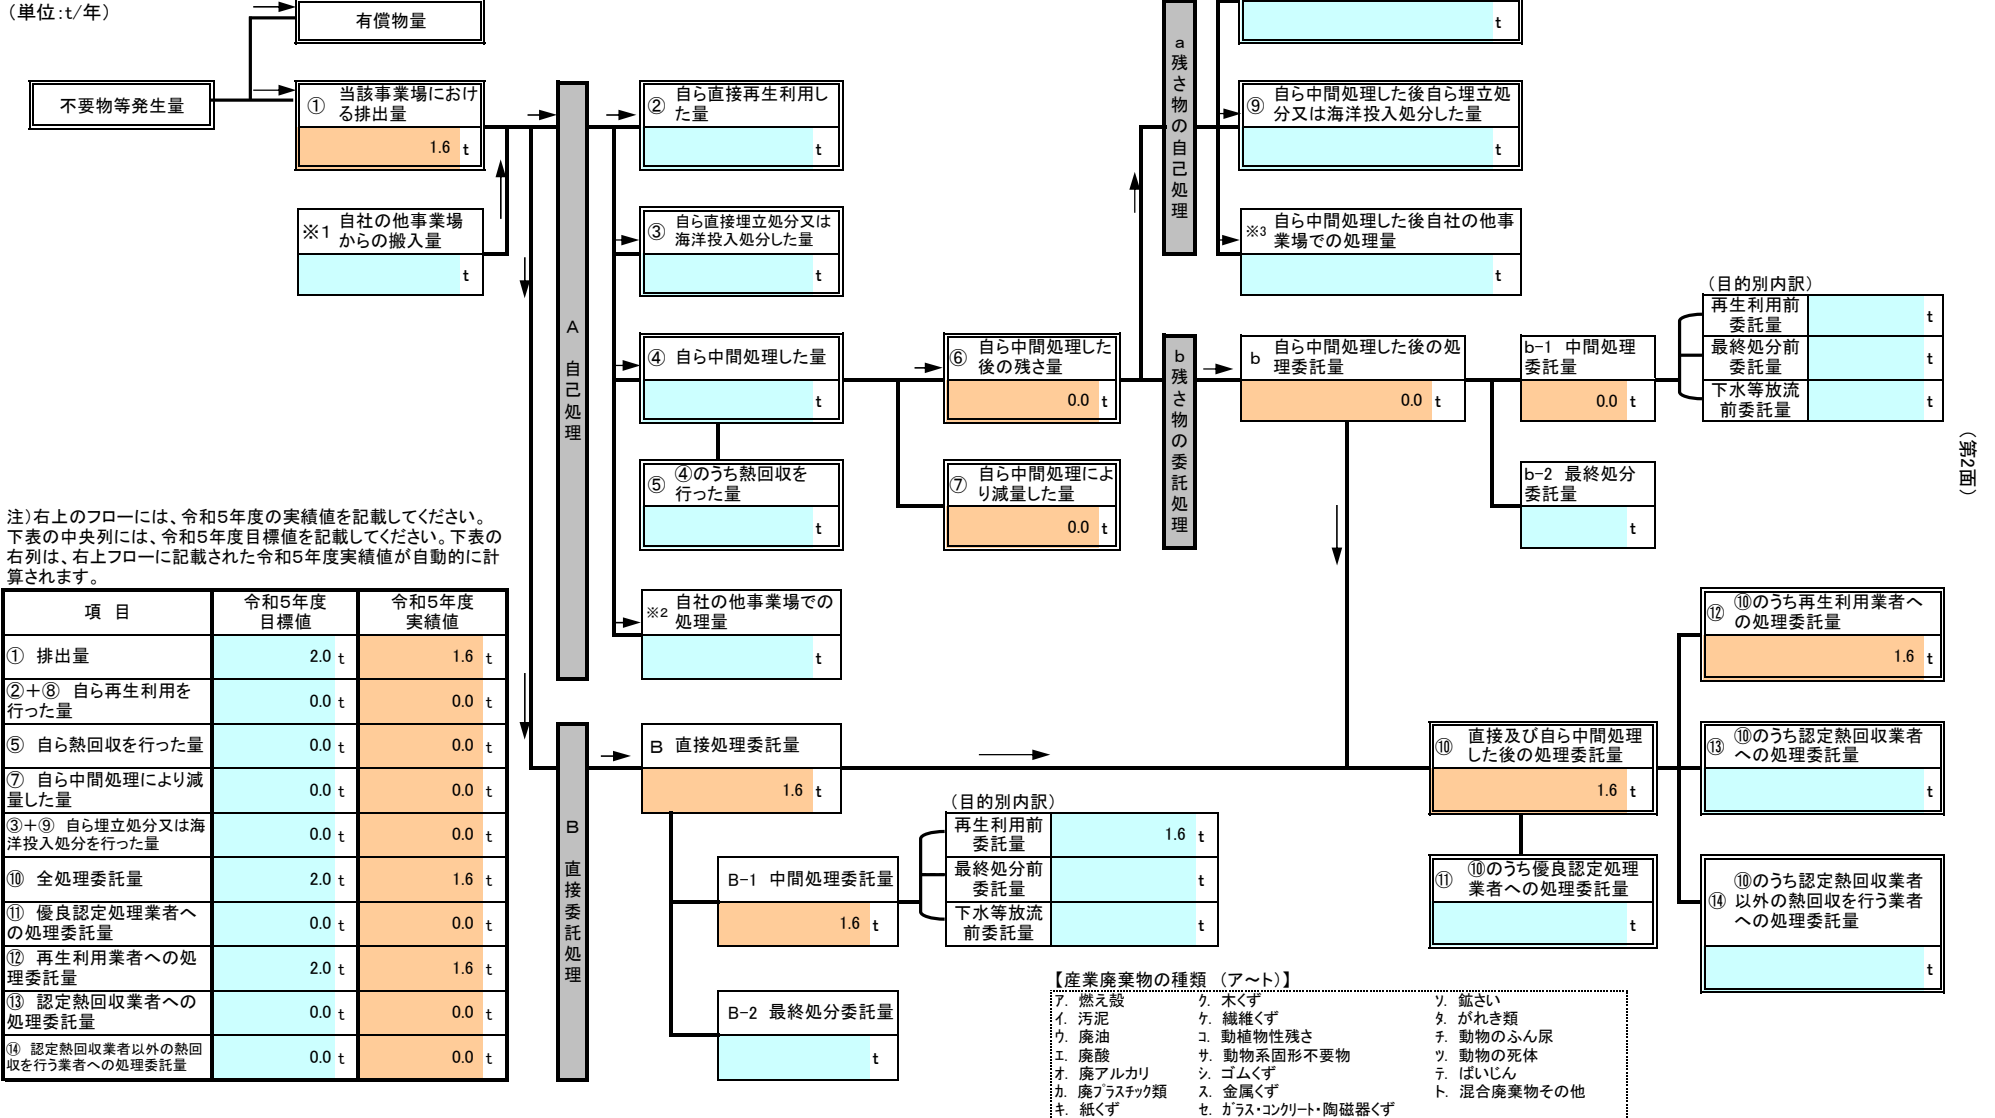 (単位:t/年)
有償物量
不要物等発生量
① 当該事業場におけ
る排出量
1.6 t
※1 自社の他事業場
からの搬入量
t
A 自己処理
② 自ら直接再生利用し
た量
t
③ 自ら直接埋立処分又は
海洋投入処分した量
t
④ 自ら中間処理した量
t
⑤ ④のうち熱回収を
行った量
t
※2 自社の他事業場での
処理量
t
⑥ 自ら中間処理した
後の残さ量
0.0 t
⑦ 自ら中間処理によ
り減量した量
0.0 t
a 残さ物の自己処理
t
⑨ 自ら中間処理した後自ら埋立処
分又は海洋投入処分した量
t
※3 自ら中間処理した後自社の他事
業場での処理量
t
b 残さ物の委託処理
b 自ら中間処理した後の処
理委託量
0.0 t
b-1 中間処理
委託量
0.0 t
b-2 最終処分
委託量
t
(目的別内訳)
再生利用前
委託量
t
最終処分前
委託量
t
下水等放流
前委託量
t
(第2面)
注)右上のフローには、令和5年度の実績値を記載してください。
下表の中央列には、令和5年度目標値を記載してください。下表の
右列は、右上フローに記載された令和5年度実績値が自動的に計
算されます。
項 目 令和5年度 目標値 令和5年度 実績値
① 排出量 2.0 t 1.6 t
②+⑧ 自ら再生利用を
行った量 0.0 t 0.0 t
⑤ 自ら熱回収を行った量 0.0 t 0.0 t
⑦ 自ら中間処理により減
量した量 0.0 t 0.0 t
③+⑨ 自ら埋立処分又は海
洋投入処分を行った量 0.0 t 0.0 t
⑩ 全処理委託量 2.0 t 1.6 t
⑪ 優良認定処理業者へ
の処理委託量 0.0 t 0.0 t
⑫ 再生利用業者への処
理委託量 2.0 t 1.6 t
⑬ 認定熱回収業者への
処理委託量 0.0 t 0.0 t
⑭ 認定熱回収業者以外の熱回
収を行う業者への処理委託量 0.0 t 0.0 t
B 直接委託処理
B 直接処理委託量
1.6 t
B-1 中間処理委託量
1.6 t
B-2 最終処分委託量
t
(目的別内訳)
再生利用前
委託量
1.6 t
最終処分前
委託量
t
下水等放流
前委託量
t
⑩ 直接及び自ら中間処理
した後の処理委託量
1.6 t
⑪ ⑩のうち優良認定処理
業者への処理委託量
t
⑫ ⑩のうち再生利用業者へ
の処理委託量
1.6 t
⑬ ⑩のうち認定熱回収業者
への処理委託量
t
⑭ ⑩のうち認定熱回収業者
以外の熱回収を行う業者
への処理委託量
t
【産業廃棄物の種類 (ア~ト)】
ア. 燃え殻 ク. 木くず ソ. 鉱さい
イ. 汚泥 ケ. 繊維くず タ. がれき類
ウ. 廃油 コ. 動植物性残さ チ. 動物のふん尿
エ. 廃酸 サ. 動物系固形不要物 ツ. 動物の死体
オ. 廃アルカリ シ. ゴムくず テ. ばいじん
カ. 廃プラスチック類 ス. 金属くず ト. 混合廃棄物その他
キ. 紙くず セ. ガラス・コンクリート・陶磁器くず